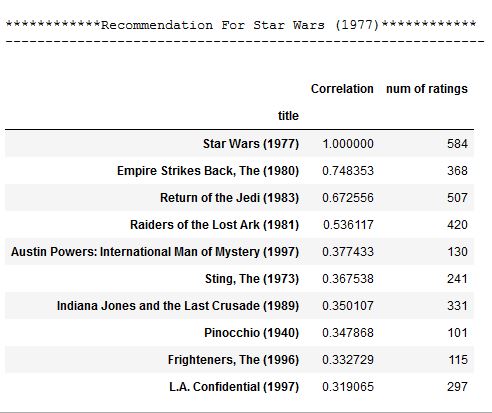 ************Recommendation For Star Wars (1977)************
--------------------------------------------------------------------------------
Correlation num of ratings
title
Star Wars (1977) 1.000000 584
Empire Strikes Back, The (1980) 0.748353 368
Return of the Jedi (1983) 0.672556 507
Raiders of the Lost Ark (1981) 0.536117 420
Austin Powers: International Man of Mystery (1997) 0.377433 130
Sting, The (1973) 0.367538 241
Indiana Jones and the Last Crusade (1989) 0.350107 331
Pinocchio (1940) 0.347868 101
Frighteners, The (1996) 0.332729 115
L.A. Confidential (1997) 0.319065 297